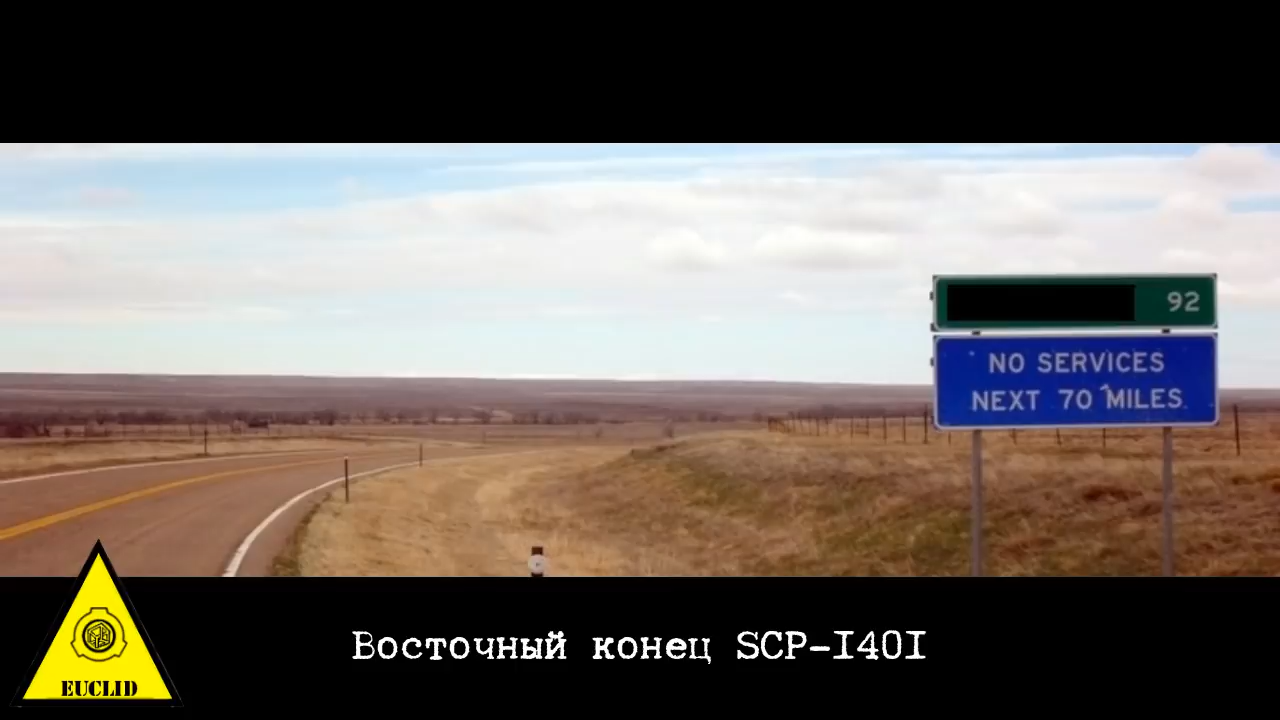 92
NO SERVICES
NEXT 70 MILES
EUCLID
Восточный конец SCP-1401